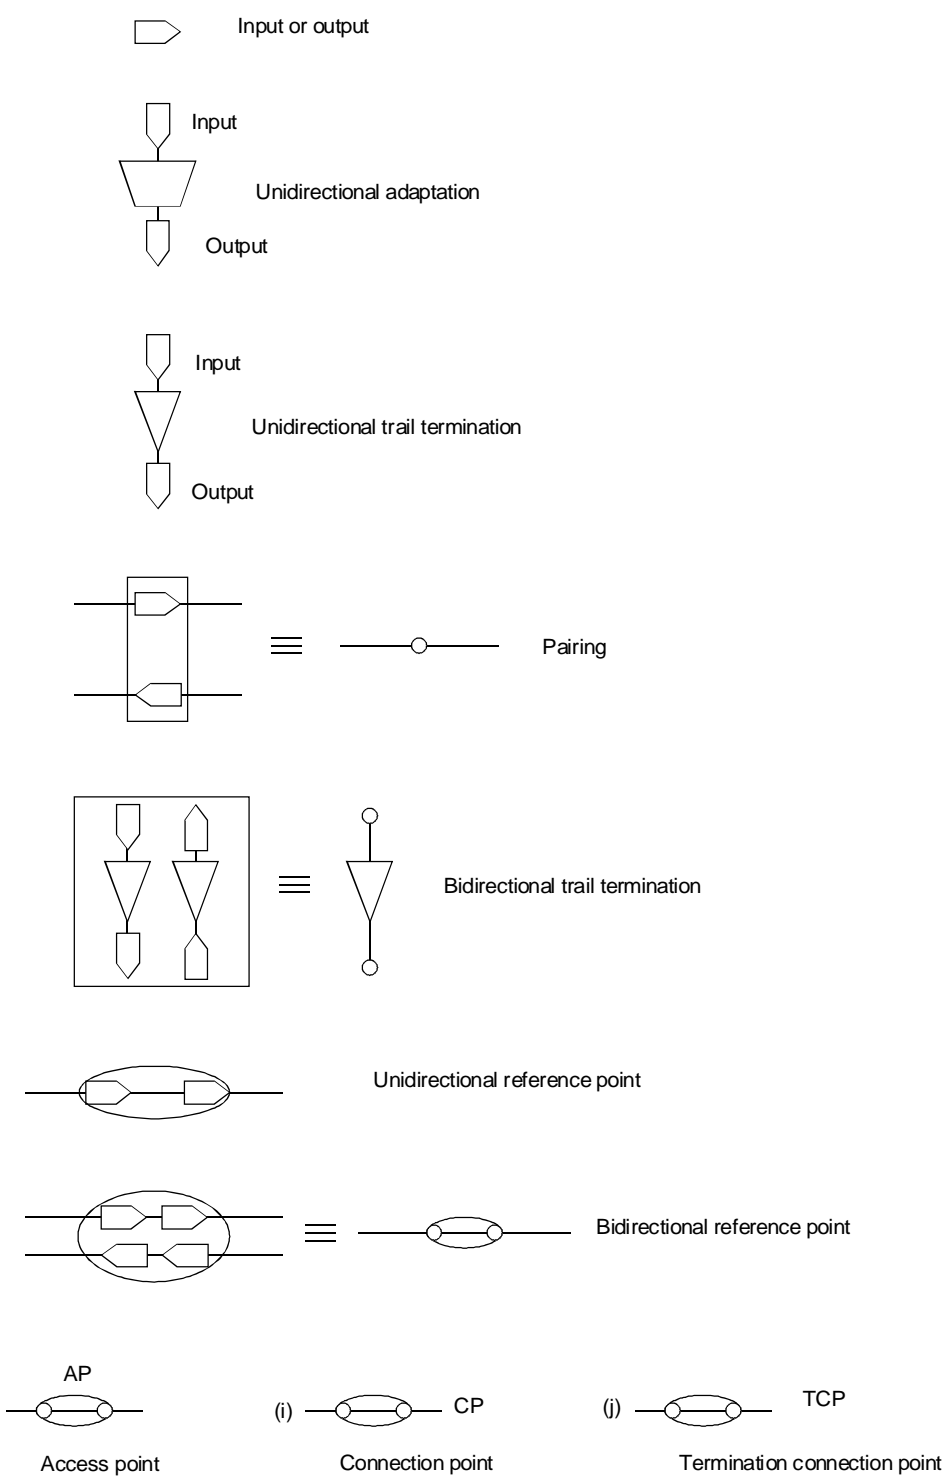 Input or output
Input
Unidirectional adaptation
Output
Input
Unidirectional trail termination
Output
Pairing
Bidirectional trail termination
Unidirectional reference point
Bidirectional reference point
AP
(i) CP
(j) TCP
Access point
Connection point
Termination connection point